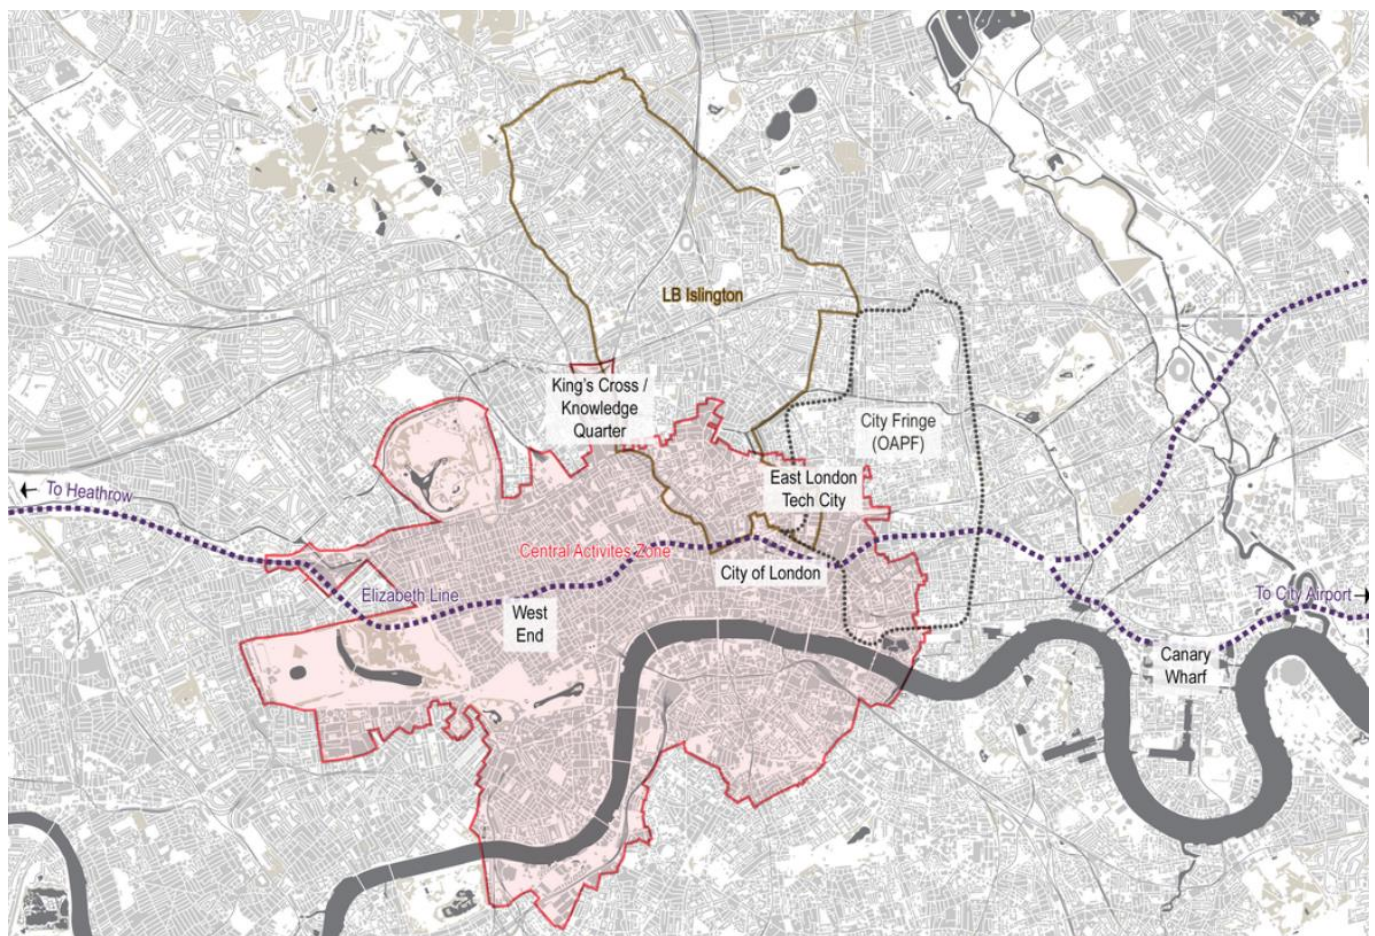 LB Islington
King's Cross /
Knowledge
Quarter
City Fringe
(OAPF)
East London
Tech City
To Heathrow
Central Activites Zone
City of London
Elizabeth Line
West
End
To City Airport
Canary
Wharf